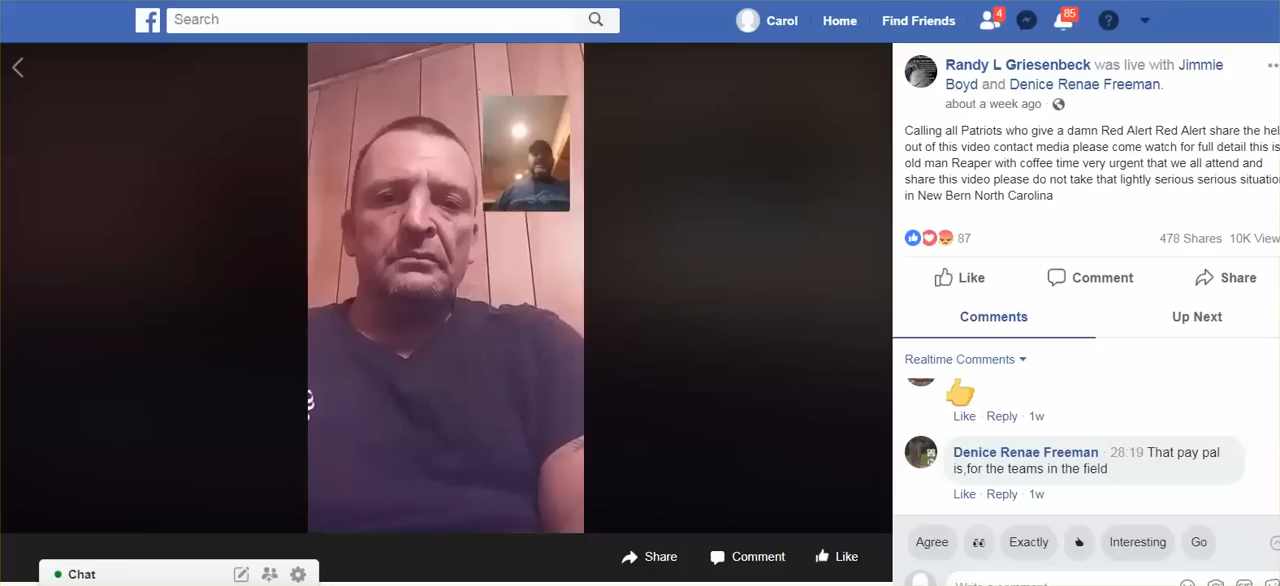 f Search Carol Home Find Friends 4 85
Randy L Griesenbeck was live with Jimmie
Boyd and Denice Renae Freeman.
about a week ago
Calling all Patriots who give a damn Red Alert Red Alert share the hel
out of this video contact media please come watch for full detail this is
old man Reaper with coffee time very urgent that we all attend and
share this video please do not take that lightly serious serious situatio
in New Bern North Carolina
87 478 Shares 10K View
Like Comment Share
Comments Up Next
Realtime Comments
Like · Reply · 1w
Denice Renae Freeman · 28:19 That pay pal
is,for the teams in the field
Like · Reply · 1w
Agree Exactly Interesting Go
Write a comment...
Share Comment Like
Chat